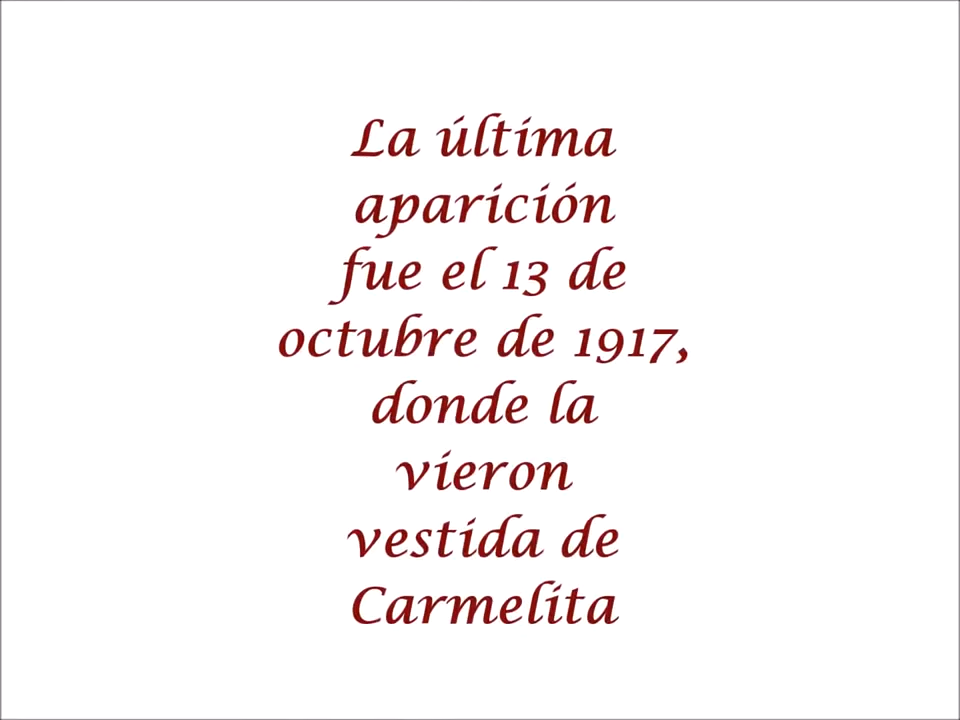 La última
aparición
fue el 13 de
octubre de 1917,
donde la
vieron
vestida de
Carmelita